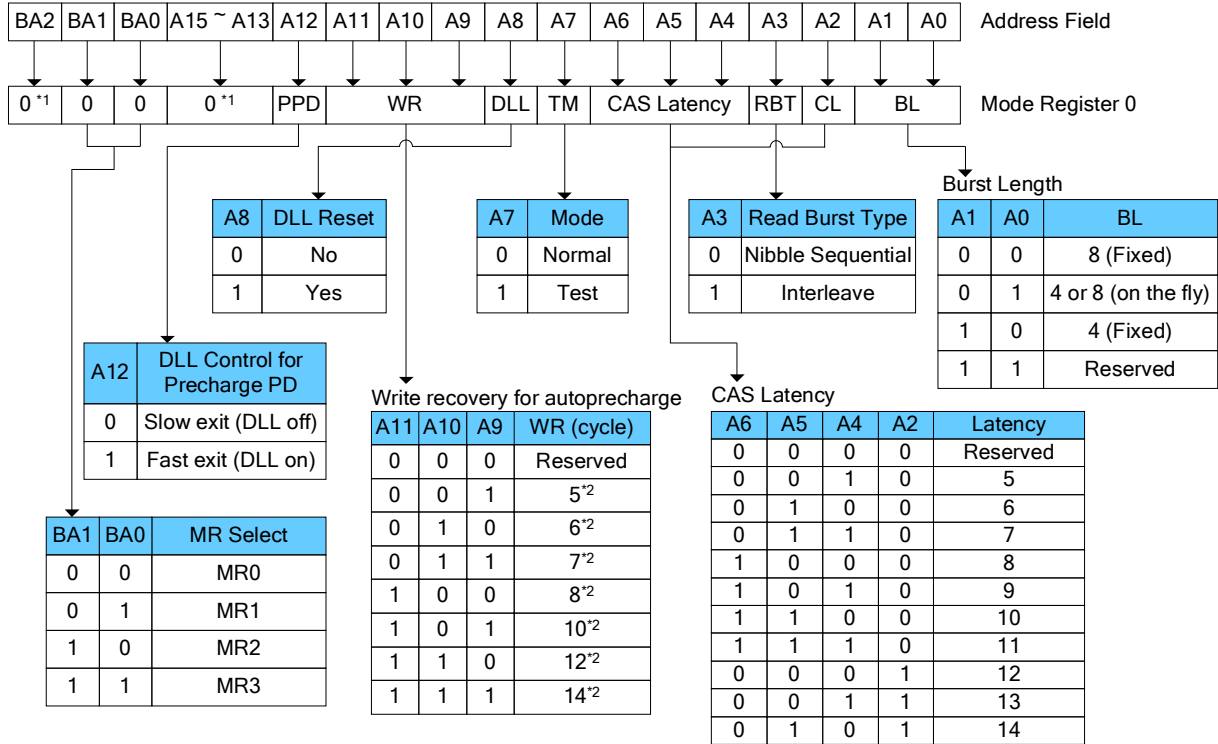 BA2 BA1 BA0 A15 ~ A13 A12 A11 A10 A9 A8 A7 A6 A5 A4 A3 A2 A1 A0 Address Field
0 *1 0 0 0 *1 PPD WR DLL TM CAS Latency RBT CL BL Mode Register 0
A8 DLL Reset
0 No
1 Yes
A7 Mode
0 Normal
1 Test
A3 Read Burst Type
0 Nibble Sequential
1 Interleave
Burst Length
A1 A0 BL
0 0 8 (Fixed)
0 1 4 or 8 (on the fly)
1 0 4 (Fixed)
1 1 Reserved
A12 DLL Control for
Precharge PD
0 Slow exit (DLL off)
1 Fast exit (DLL on)
BA1 BA0 MR Select
0 0 MR0
0 1 MR1
1 0 MR2
1 1 MR3
Write recovery for autoprecharge
A11 A10 A9 WR (cycle)
0 0 0 Reserved
0 0 1 5*2
0 1 0 6*2
0 1 1 7*2
1 0 0 8*2
1 0 1 10*2
1 1 0 12*2
1 1 1 14*2
CAS Latency
A6 A5 A4 A2 Latency
0 0 0 0 Reserved
0 0 1 0 5
0 1 0 0 6
0 1 1 0 7
1 0 0 0 8
1 0 1 0 9
1 1 0 0 10
1 1 1 0 11
0 0 0 1 12
0 0 1 1 13
0 1 0 1 14